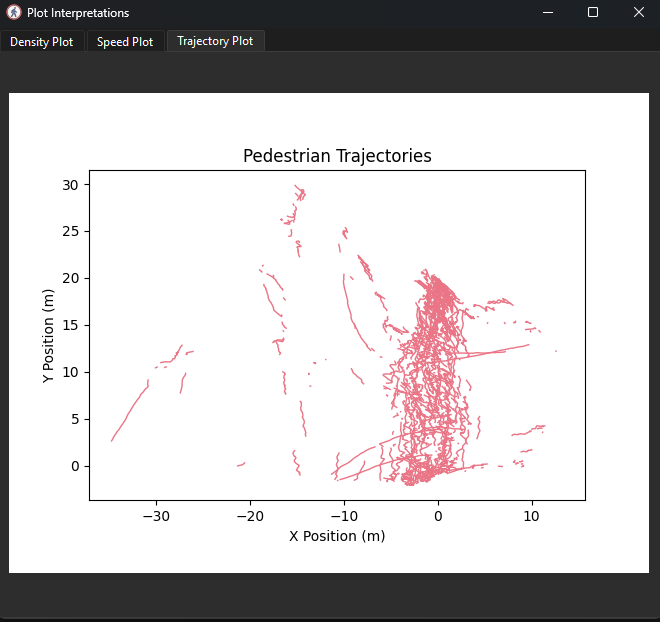 Plot Interpretations
Density Plot
Speed Plot
Trajectory Plot
Pedestrian Trajectories
30
25
20
15
10
5
0
Y Position (m)
−30
−20
−10
0
10
X Position (m)